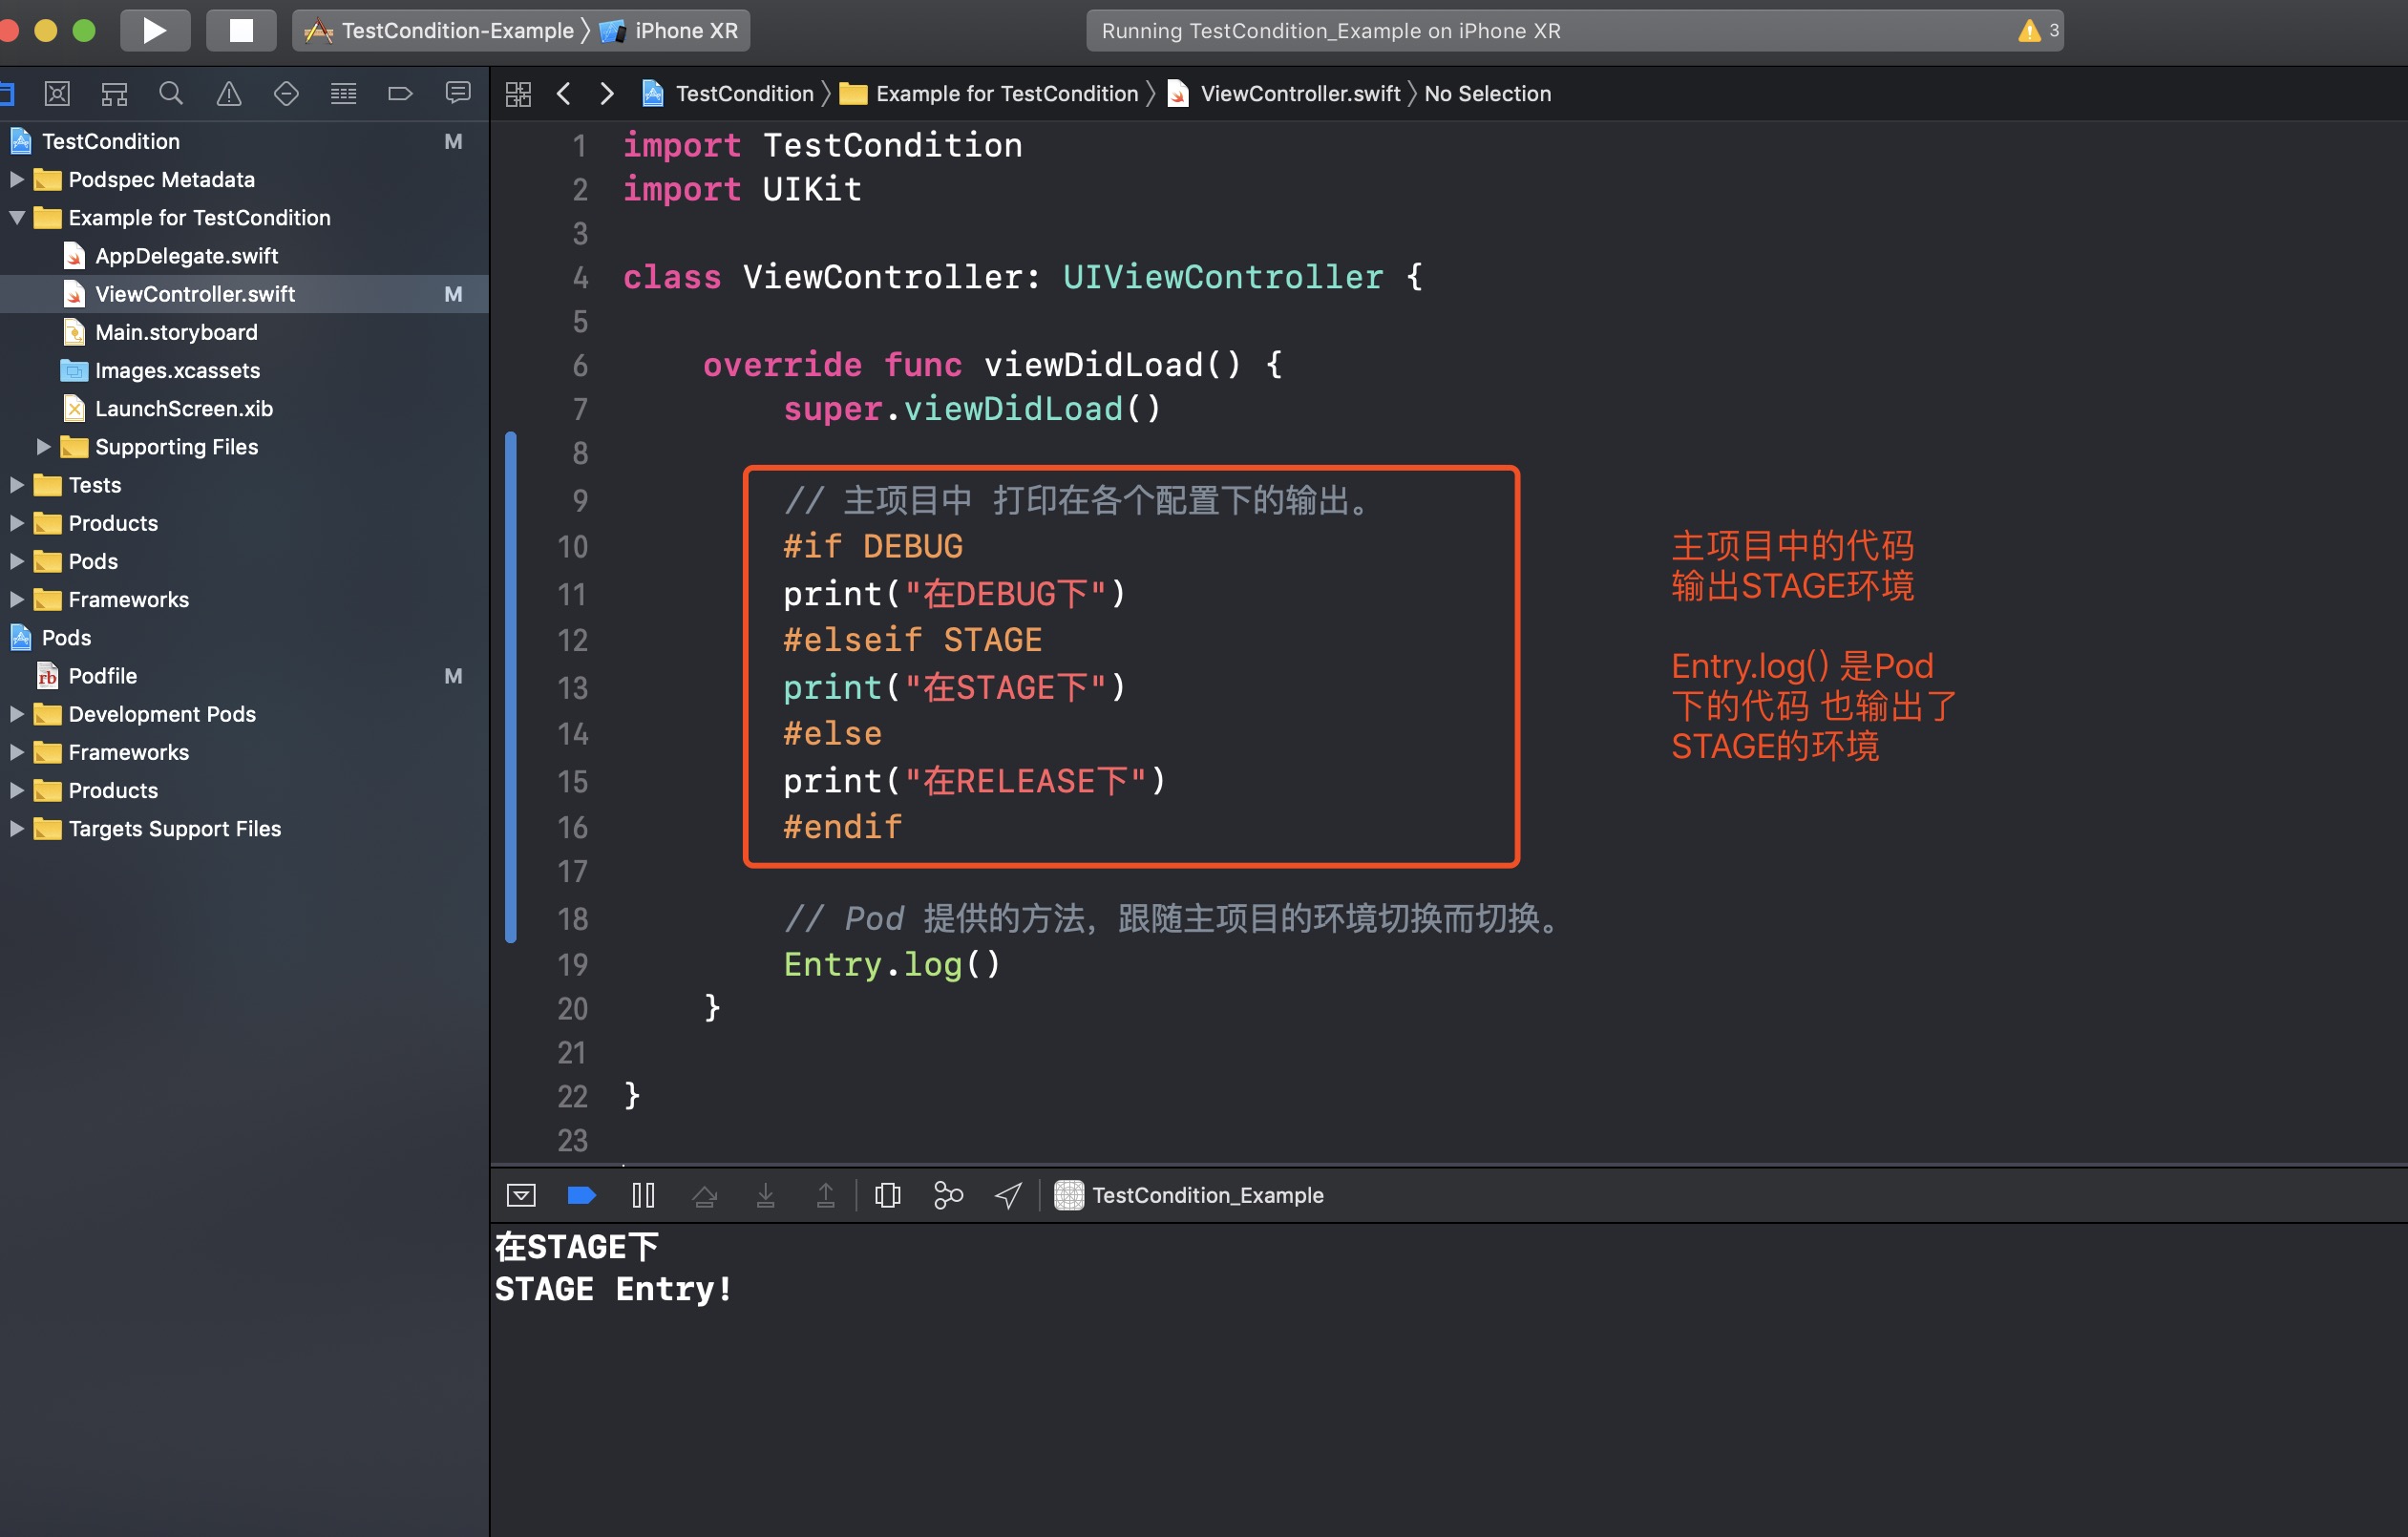 TestCondition-Example 〉 iPhone XR
Running TestCondition_Example on iPhone XR
3
TestCondition 〉 Example for TestCondition 〉 ViewController.swift 〉 No Selection
TestCondition M
Podspec Metadata
Example for TestCondition
AppDelegate.swift
ViewController.swift M
Main.storyboard
Images.xcassets
LaunchScreen.xib
Supporting Files
Tests
Products
Pods
Frameworks
Pods
rb Podfile M
Development Pods
Frameworks
Products
Targets Support Files
1 import TestCondition
2 import UIKit
3
4 class ViewController: UIViewController {
5
6 override func viewDidLoad() {
7 super.viewDidLoad()
8
9 // 主项目中 打印在各个配置下的输出。
10 #if DEBUG
11 print("在DEBUG下")
12 #elseif STAGE
13 print("在STAGE下")
14 #else
15 print("在RELEASE下")
16 #endif
17
18 // Pod 提供的方法，跟随主项目的环境切换而切换。
19 Entry.log()
20 }
21
22 }
23
主项目中的代码
输出STAGE环境
Entry.log() 是Pod
下的代码 也输出了
STAGE的环境
TestCondition_Example
在STAGE下
STAGE Entry!